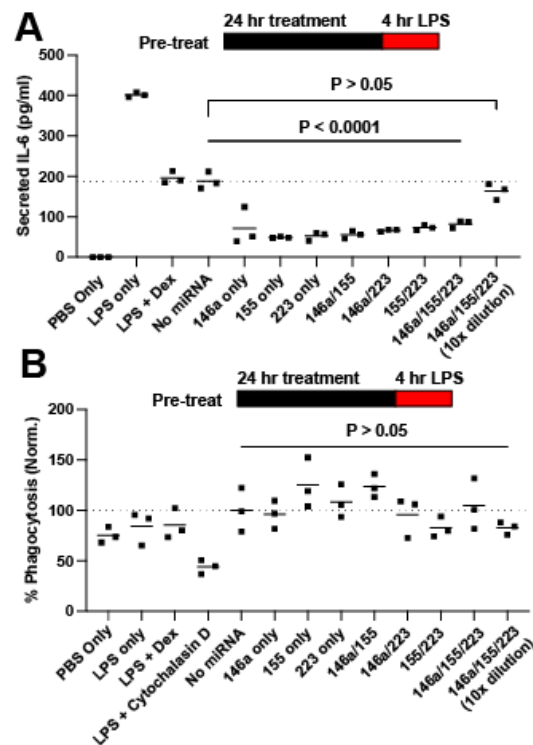 A
24 hr treatment 4 hr LPS
Pre-treat
Secreted IL-6 (pg/ml)
500
400
300
200
100
0
P > 0.05
P < 0.0001
PBS Only
LPS only
LPS + Dex
No miRNA
146a only
155 only
223 only
146a/155
146a/223
155/223
146a/155/223
146a/155/223
(10x dilution)
B
24 hr treatment 4 hr LPS
Pre-treat
% Phagocytosis (Norm.)
200
150
100
50
0
P > 0.05
PBS Only
LPS only
LPS + Dex
LPS + Cytochalasin D
No miRNA
146a only
155 only
223 only
146a/155
146a/223
155/223
146a/155/223
146a/155/223
(10x dilution)